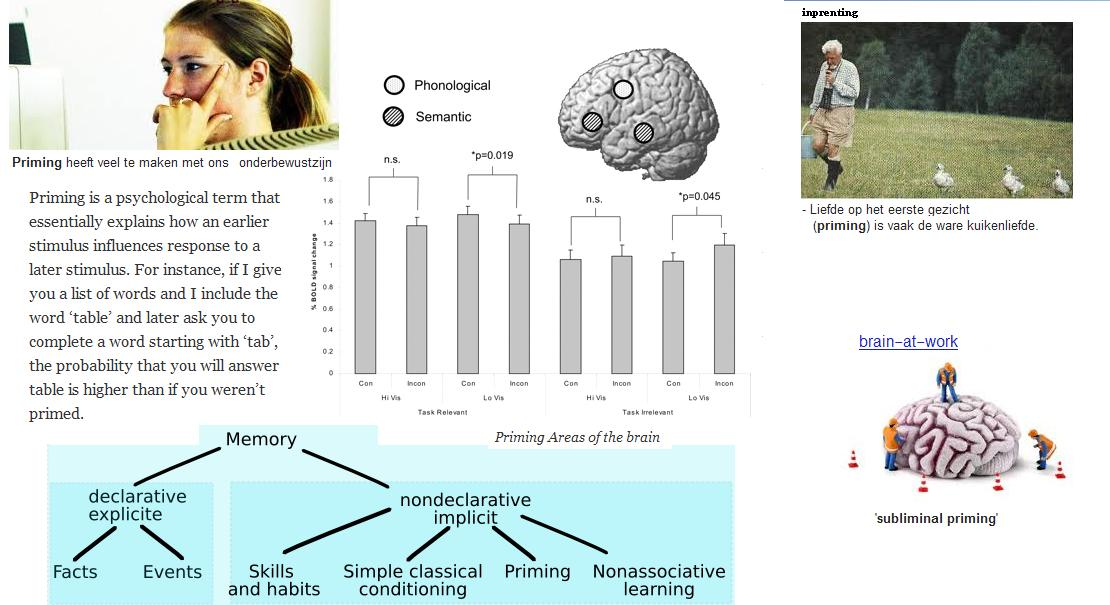 Priming heeft veel te maken met ons onderbewustzijn
Priming is a psychological term that
essentially explains how an earlier
stimulus influences response to a
later stimulus. For instance, if I give
you a list of words and I include the
word ‘table’ and later ask you to
complete a word starting with ‘tab’,
the probability that you will answer
table is higher than if you weren’t
primed.
Phonological
Semantic
n.s.
*p=0.019
n.s.
*p=0.045
% BOLD signal change
1.8
1.6
1.4
1.2
1
0.8
0.6
0.4
0.2
0
Con Incon Con Incon Con Incon Con Incon
Hi Vis Lo Vis Hi Vis Lo Vis
Task Relevant Task Irrelevant
Priming Areas of the brain
Memory
declarative
explicite
nondeclarative
implicit
Facts
Events
Skills
and habits
Simple classical
conditioning
Priming
Nonassociative
learning
inprenting
- Liefde op het eerste gezicht
(priming) is vaak de ware kuikenliefde.
brain-at-work
'subliminal priming'